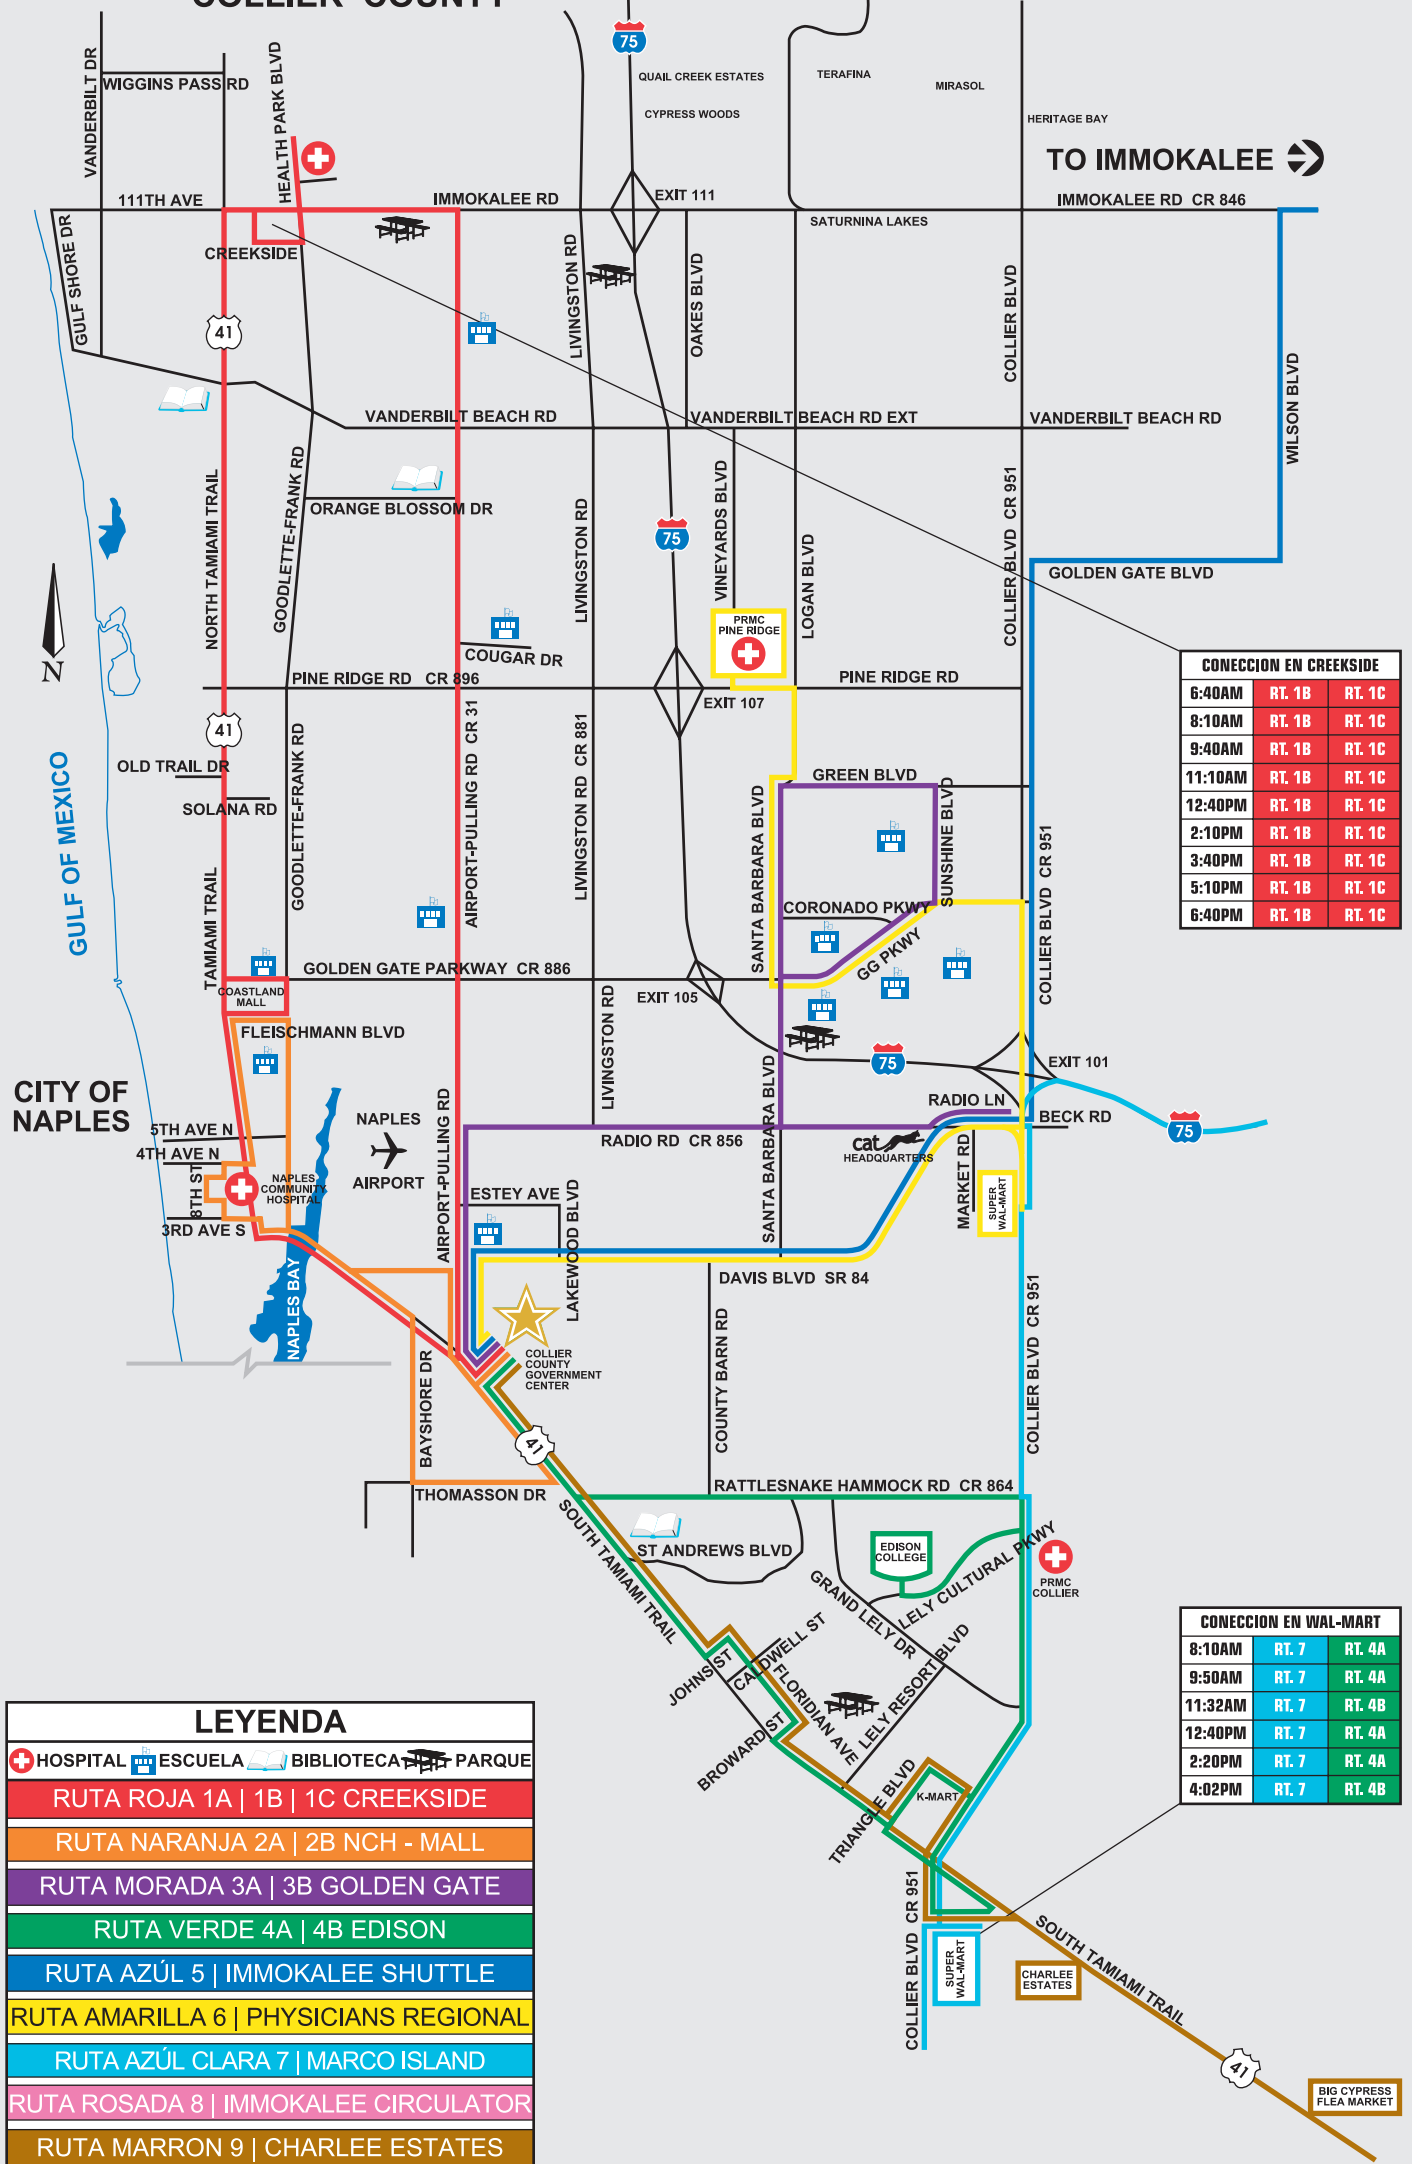 COLLIER COUNTY
75
VANDERBILT DR
WIGGINS PASS RD
HEALTH PARK BLVD
QUAIL CREEK ESTATES
TERAFINA
MIRASOL
CYPRESS WOODS
HERITAGE BAY
TO IMMOKALEE
111TH AVE
IMMOKALEE RD
EXIT 111
IMMOKALEE RD CR 846
SATURNINA LAKES
GULF SHORE DR
CREEKSIDE
LIVINGSTON RD
OAKES BLVD
COLLIER BLVD
41
WILSON BLVD
VANDERBILT BEACH RD
VANDERBILT BEACH RD EXT
VANDERBILT BEACH RD
NORTH TAMIAMI TRAIL
GOODLETTE-FRANK RD
ORANGE BLOSSOM DR
LIVINGSTON RD
75
VINEYARDS BLVD
LOGAN BLVD
COLLIER BLVD CR 951
GOLDEN GATE BLVD
N
PRMC
PINE RIDGE
COUGAR DR
PINE RIDGE RD CR 896
PINE RIDGE RD
EXIT 107
CONECCION EN CREEKSIDE
6:40AM RT. 1B RT. 1C
8:10AM RT. 1B RT. 1C
9:40AM RT. 1B RT. 1C
11:10AM RT. 1B RT. 1C
12:40PM RT. 1B RT. 1C
2:10PM RT. 1B RT. 1C
3:40PM RT. 1B RT. 1C
5:10PM RT. 1B RT. 1C
6:40PM RT. 1B RT. 1C
41
OLD TRAIL DR
SOLANA RD
GOODLETTE-FRANK RD
AIRPORT-PULLING RD CR 31
LIVINGSTON RD CR 881
GULF OF MEXICO
GREEN BLVD
SANTA BARBARA BLVD
SUNSHINE BLVD
COLLIER BLVD CR 951
TAMIAMI TRAIL
CORONADO PKWY
GG PKWY
GOLDEN GATE PARKWAY CR 886
COASTLAND
MALL
EXIT 105
FLEISCHMANN BLVD
LIVINGSTON RD
75
EXIT 101
CITY OF
NAPLES
NAPLES
AIRPORT
AIRPORT-PULLING RD
SANTA BARBARA BLVD
RADIO LN
BECK RD
75
5TH AVE N
4TH AVE N
RADIO RD CR 856
cat
HEADQUARTERS
MARKET RD
8TH ST
NAPLES
COMMUNITY
HOSPITAL
ESTEY AVE
SUPER
WAL-MART
3RD AVE S
LAKEWOOD BLVD
NAPLES BAY
DAVIS BLVD SR 84
COLLIER BLVD CR 951
COLLIER
COUNTY
GOVERNMENT
CENTER
BAYSHORE DR
COUNTY BARN RD
41
THOMASSON DR
RATTLESNAKE HAMMOCK RD CR 864
SOUTH TAMIAMI TRAIL
ST ANDREWS BLVD
EDISON
COLLEGE
LELY CULTURAL PKWY
PRMC
COLLIER
GRAND LELY DR
JOHNS ST
CALDWELL ST
FLORIDIAN AVE
LELY RESORT BLVD
BROWARD ST
CONECCION EN WAL-MART
8:10AM RT. 7 RT. 4A
9:50AM RT. 7 RT. 4A
11:32AM RT. 7 RT. 4B
12:40PM RT. 7 RT. 4A
2:20PM RT. 7 RT. 4A
4:02PM RT. 7 RT. 4B
TRIANGLE BLVD
K-MART
COLLIER BLVD CR 951
SUPER
WAL-MART
SOUTH TAMIAMI TRAIL
CHARLEE
ESTATES
41
BIG CYPRESS
FLEA MARKET
LEYENDA
HOSPITAL ESCUELA BIBLIOTECA PARQUE
RUTA ROJA 1A | 1B | 1C CREEKSIDE
RUTA NARANJA 2A | 2B NCH - MALL
RUTA MORADA 3A | 3B GOLDEN GATE
RUTA VERDE 4A | 4B EDISON
RUTA AZÚL 5 | IMMOKALEE SHUTTLE
RUTA AMARILLA 6 | PHYSICIANS REGIONAL
RUTA AZÚL CLARA 7 | MARCO ISLAND
RUTA ROSADA 8 | IMMOKALEE CIRCULATOR
RUTA MARRON 9 | CHARLEE ESTATES